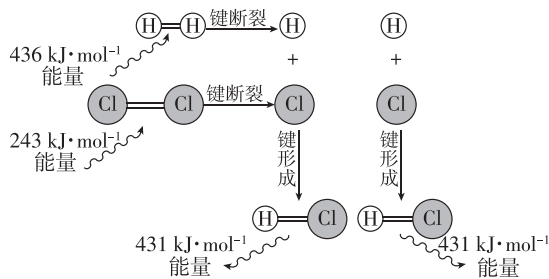 H H 键断裂 H H
436 kJ·mol⁻¹
能量
+ +
Cl Cl 键断裂 Cl Cl
243 kJ·mol⁻¹
能量
键形成 键形成
H Cl H Cl
431 kJ·mol⁻¹ 431 kJ·mol⁻¹
能量 能量